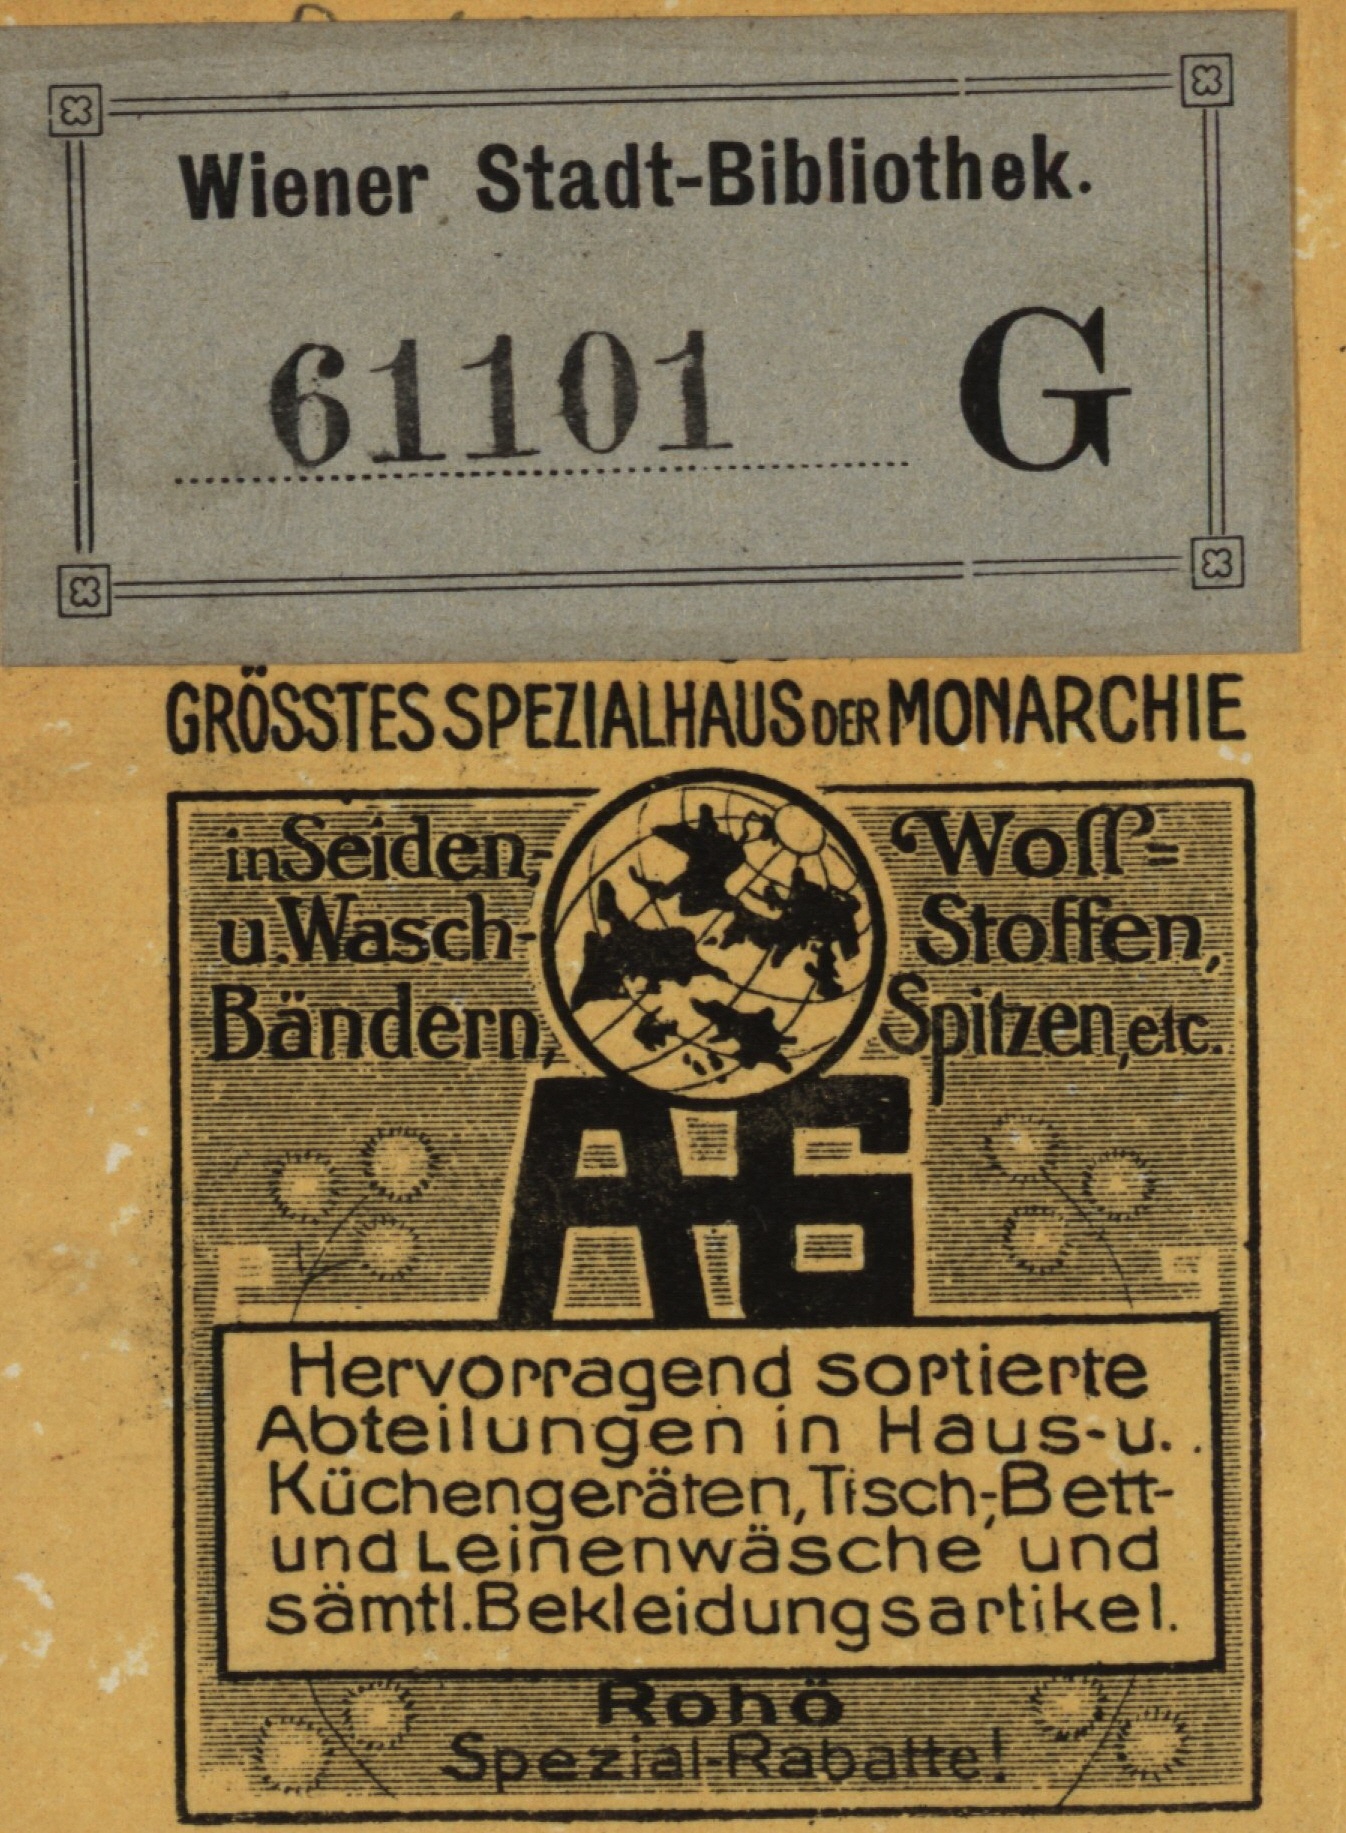 Wiener Stadt-Bibliothek.
61101 G
GRÖSSTES SPEZIALHAUS DER MONARCHIE
in Seiden-,
u. Wasch-
Bändern,
Woll=
Stoffen,
Spitzen, etc.
Hervorragend sortierte
Abteilungen in Haus- u.
Küchengeräten, Tisch-, Bett-
und Leinenwäsche und
sämtl. Bekleidungsartikel.
Rohö
Spezial-Rabatte!